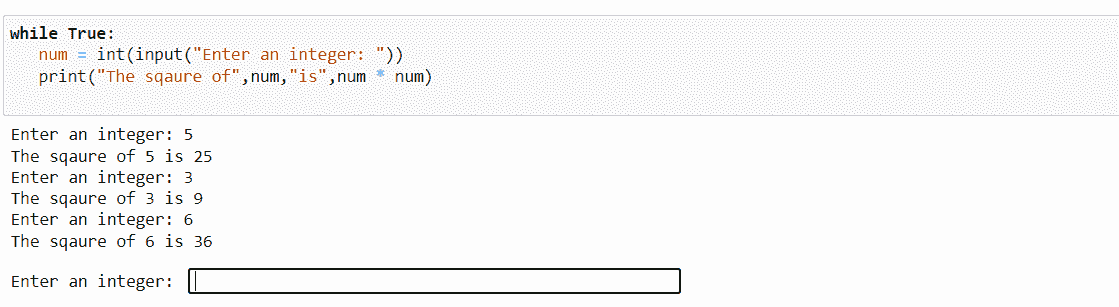 while True:
   num = int(input("Enter an integer: "))
   print("The sqaure of",num,"is",num * num)
Enter an integer: 5
The sqaure of 5 is 25
Enter an integer: 3
The sqaure of 3 is 9
Enter an integer: 6
The sqaure of 6 is 36
Enter an integer: